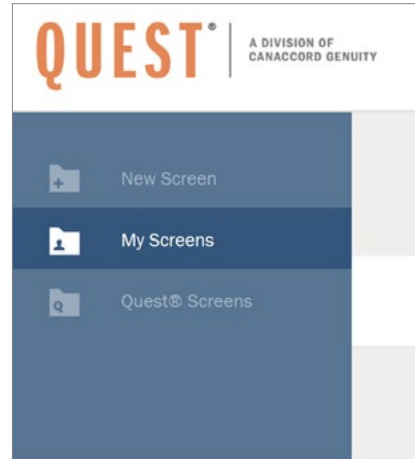 QUEST®
A DIVISION OF
CANACCORD GENUITY
New Screen
My Screens
Quest® Screens